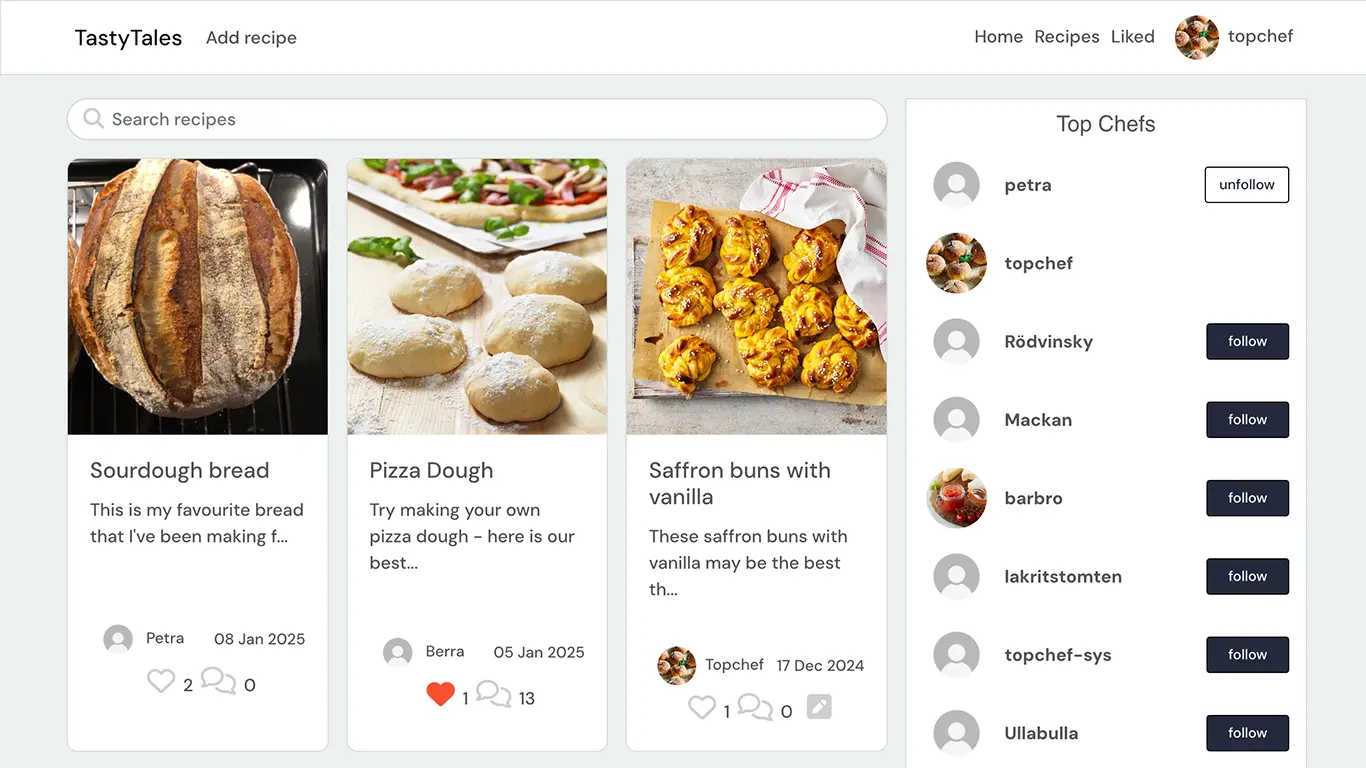 TastyTales Add recipe Home Recipes Liked topchef
Search recipes
Sourdough bread
This is my favourite bread
that I've been making f...
Petra 08 Jan 2025
2 0
Pizza Dough
Try making your own
pizza dough - here is our
best...
Berra 05 Jan 2025
1 13
Saffron buns with
vanilla
These saffron buns with
vanilla may be the best
th...
Topchef 17 Dec 2024
1 0
Top Chefs
petra unfollow
topchef
Rödvinsky follow
Mackan follow
barbro follow
lakritstomten follow
topchef-sys follow
Ullabulla follow